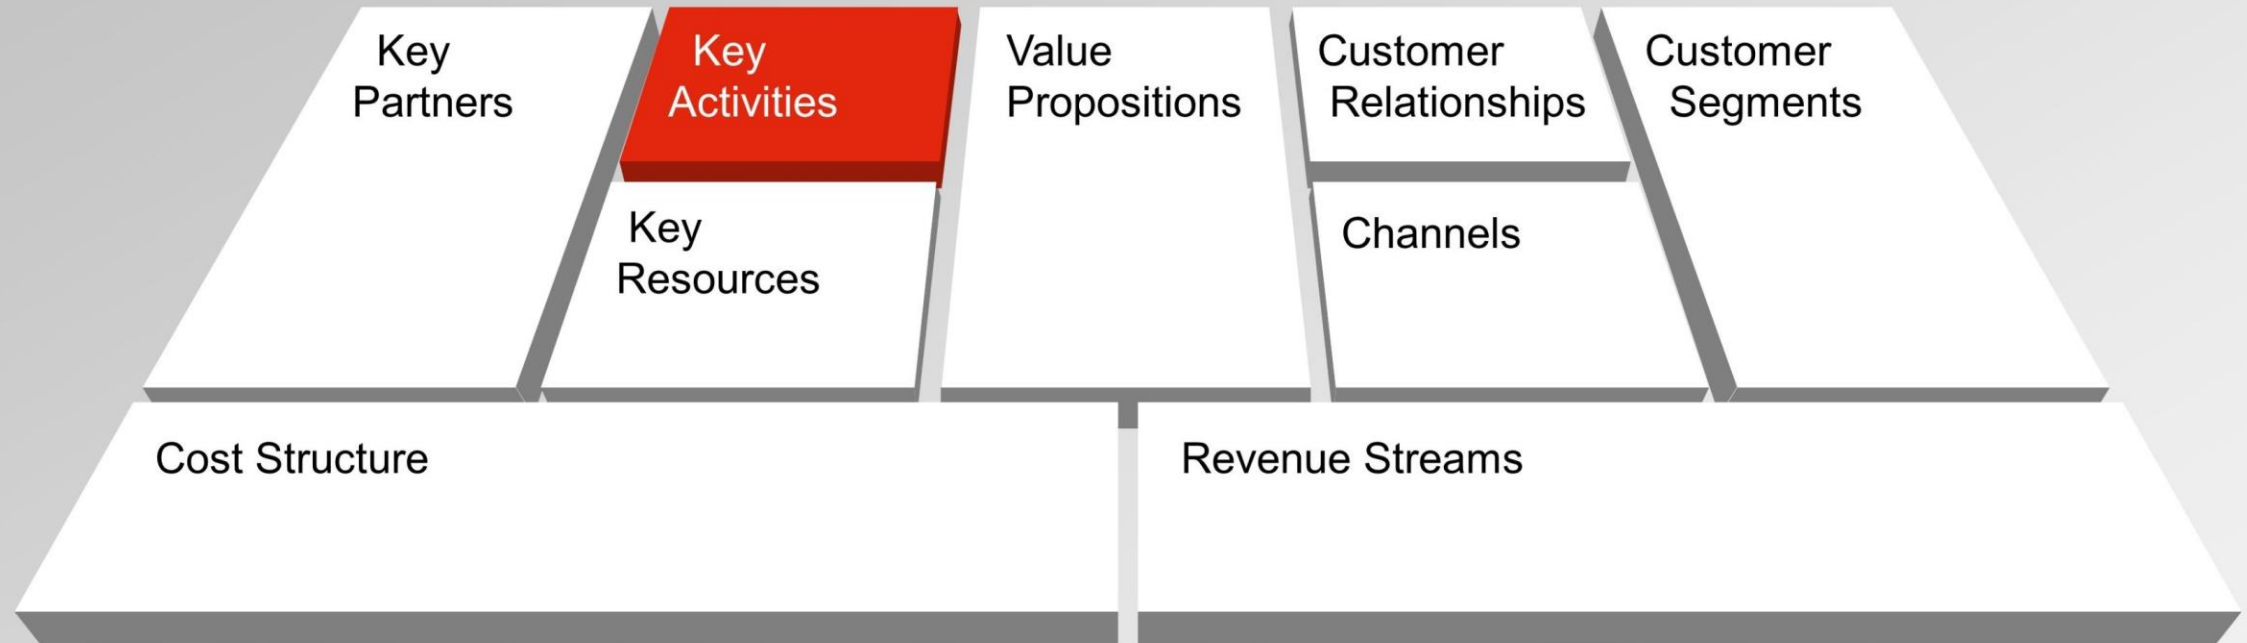 Key
Partners
Key
Activities
Key
Resources
Value
Propositions
Customer
Relationships
Channels
Customer
Segments
Cost Structure
Revenue Streams